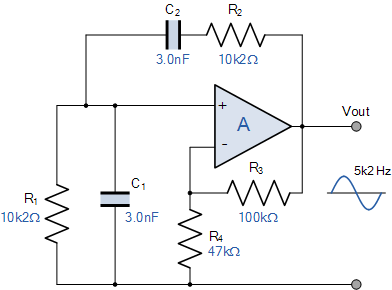 C2 R2
3.0nF 10k2Ω
+
A
-
Vout
5k2 Hz
R3
100kΩ
R1
10k2Ω
C1
3.0nF
R4
47kΩ